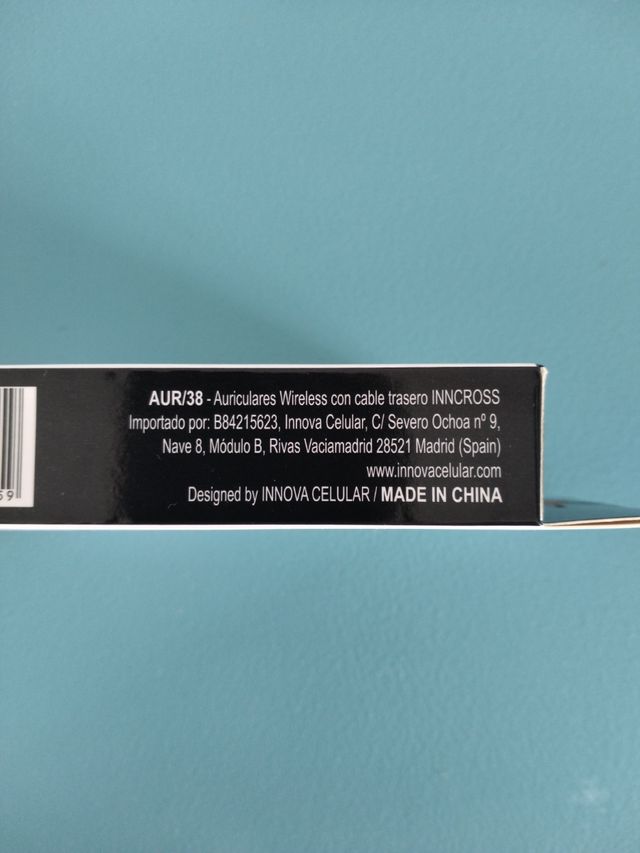 AUR/38 - Auriculares Wireless con cable trasero INNCROSS
Importado por: B84215623, Innova Celular, C/ Severo Ochoa nº 9,
Nave 8, Módulo B, Rivas Vaciamadrid 28521 Madrid (Spain)
www.innovacelular.com
Designed by INNOVA CELULAR / MADE IN CHINA
59